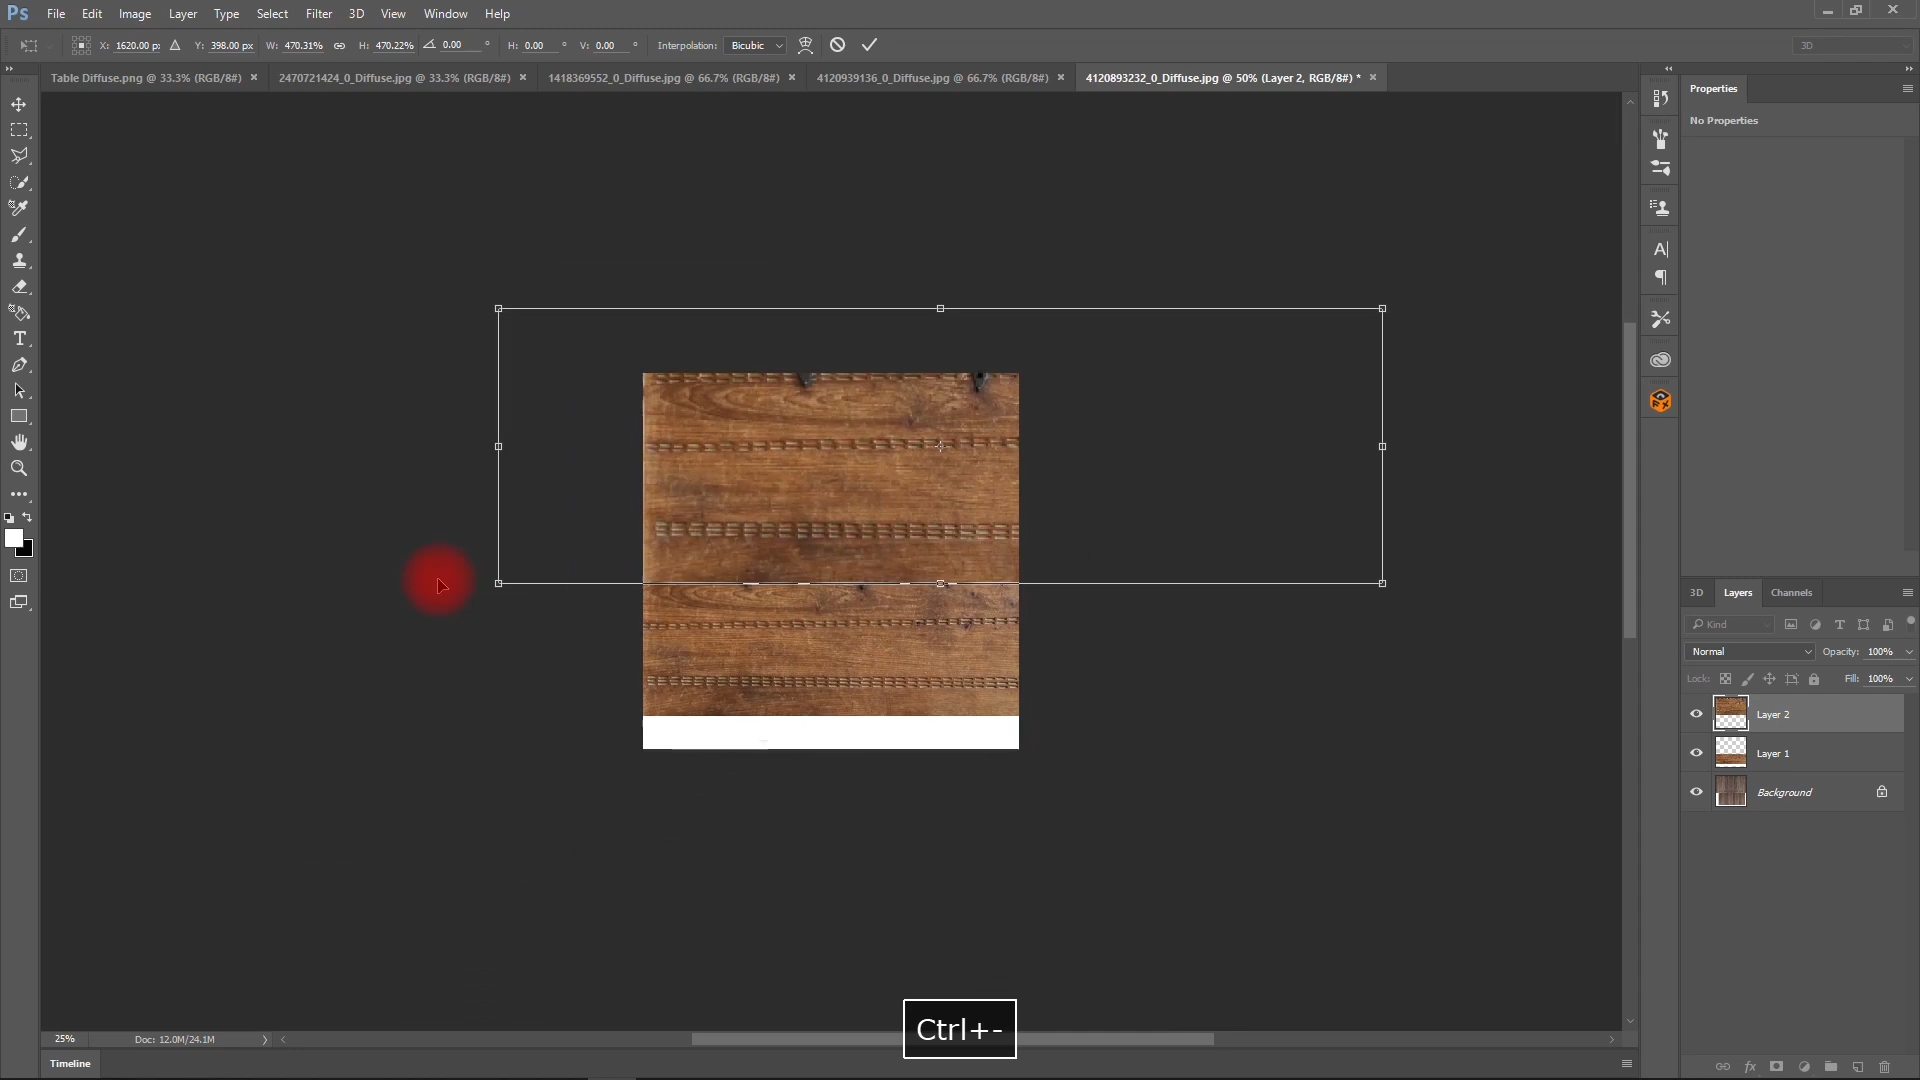 Ps File Edit Image Layer Type Select Filter 3D View Window Help
X: 1620.00 p Y: 398.00 px W: 470.31% H: 470.22% 0.00 ° H: 0.00 ° V: 0.00 ° Interpolation: Bicubic 3D
Table Diffuse.png @ 33.3% (RGB/8#) × 2470721424_0_Diffuse.jpg @ 33.3% (RGB/8#) × 1418369552_0_Diffuse.jpg @ 66.7% (RGB/8#) × 4120939136_0_Diffuse.jpg @ 66.7% (RGB/8#) × 4120893232_0_Diffuse.jpg @ 50% (Layer 2, RGB/8#) * ×
Properties
No Properties
3D Layers Channels
Kind
Normal Opacity: 100%
Lock: Fill: 100%
Layer 2
Layer 1
Background
Ctrl+-
25% Doc: 12.0M/24.1M
Timeline